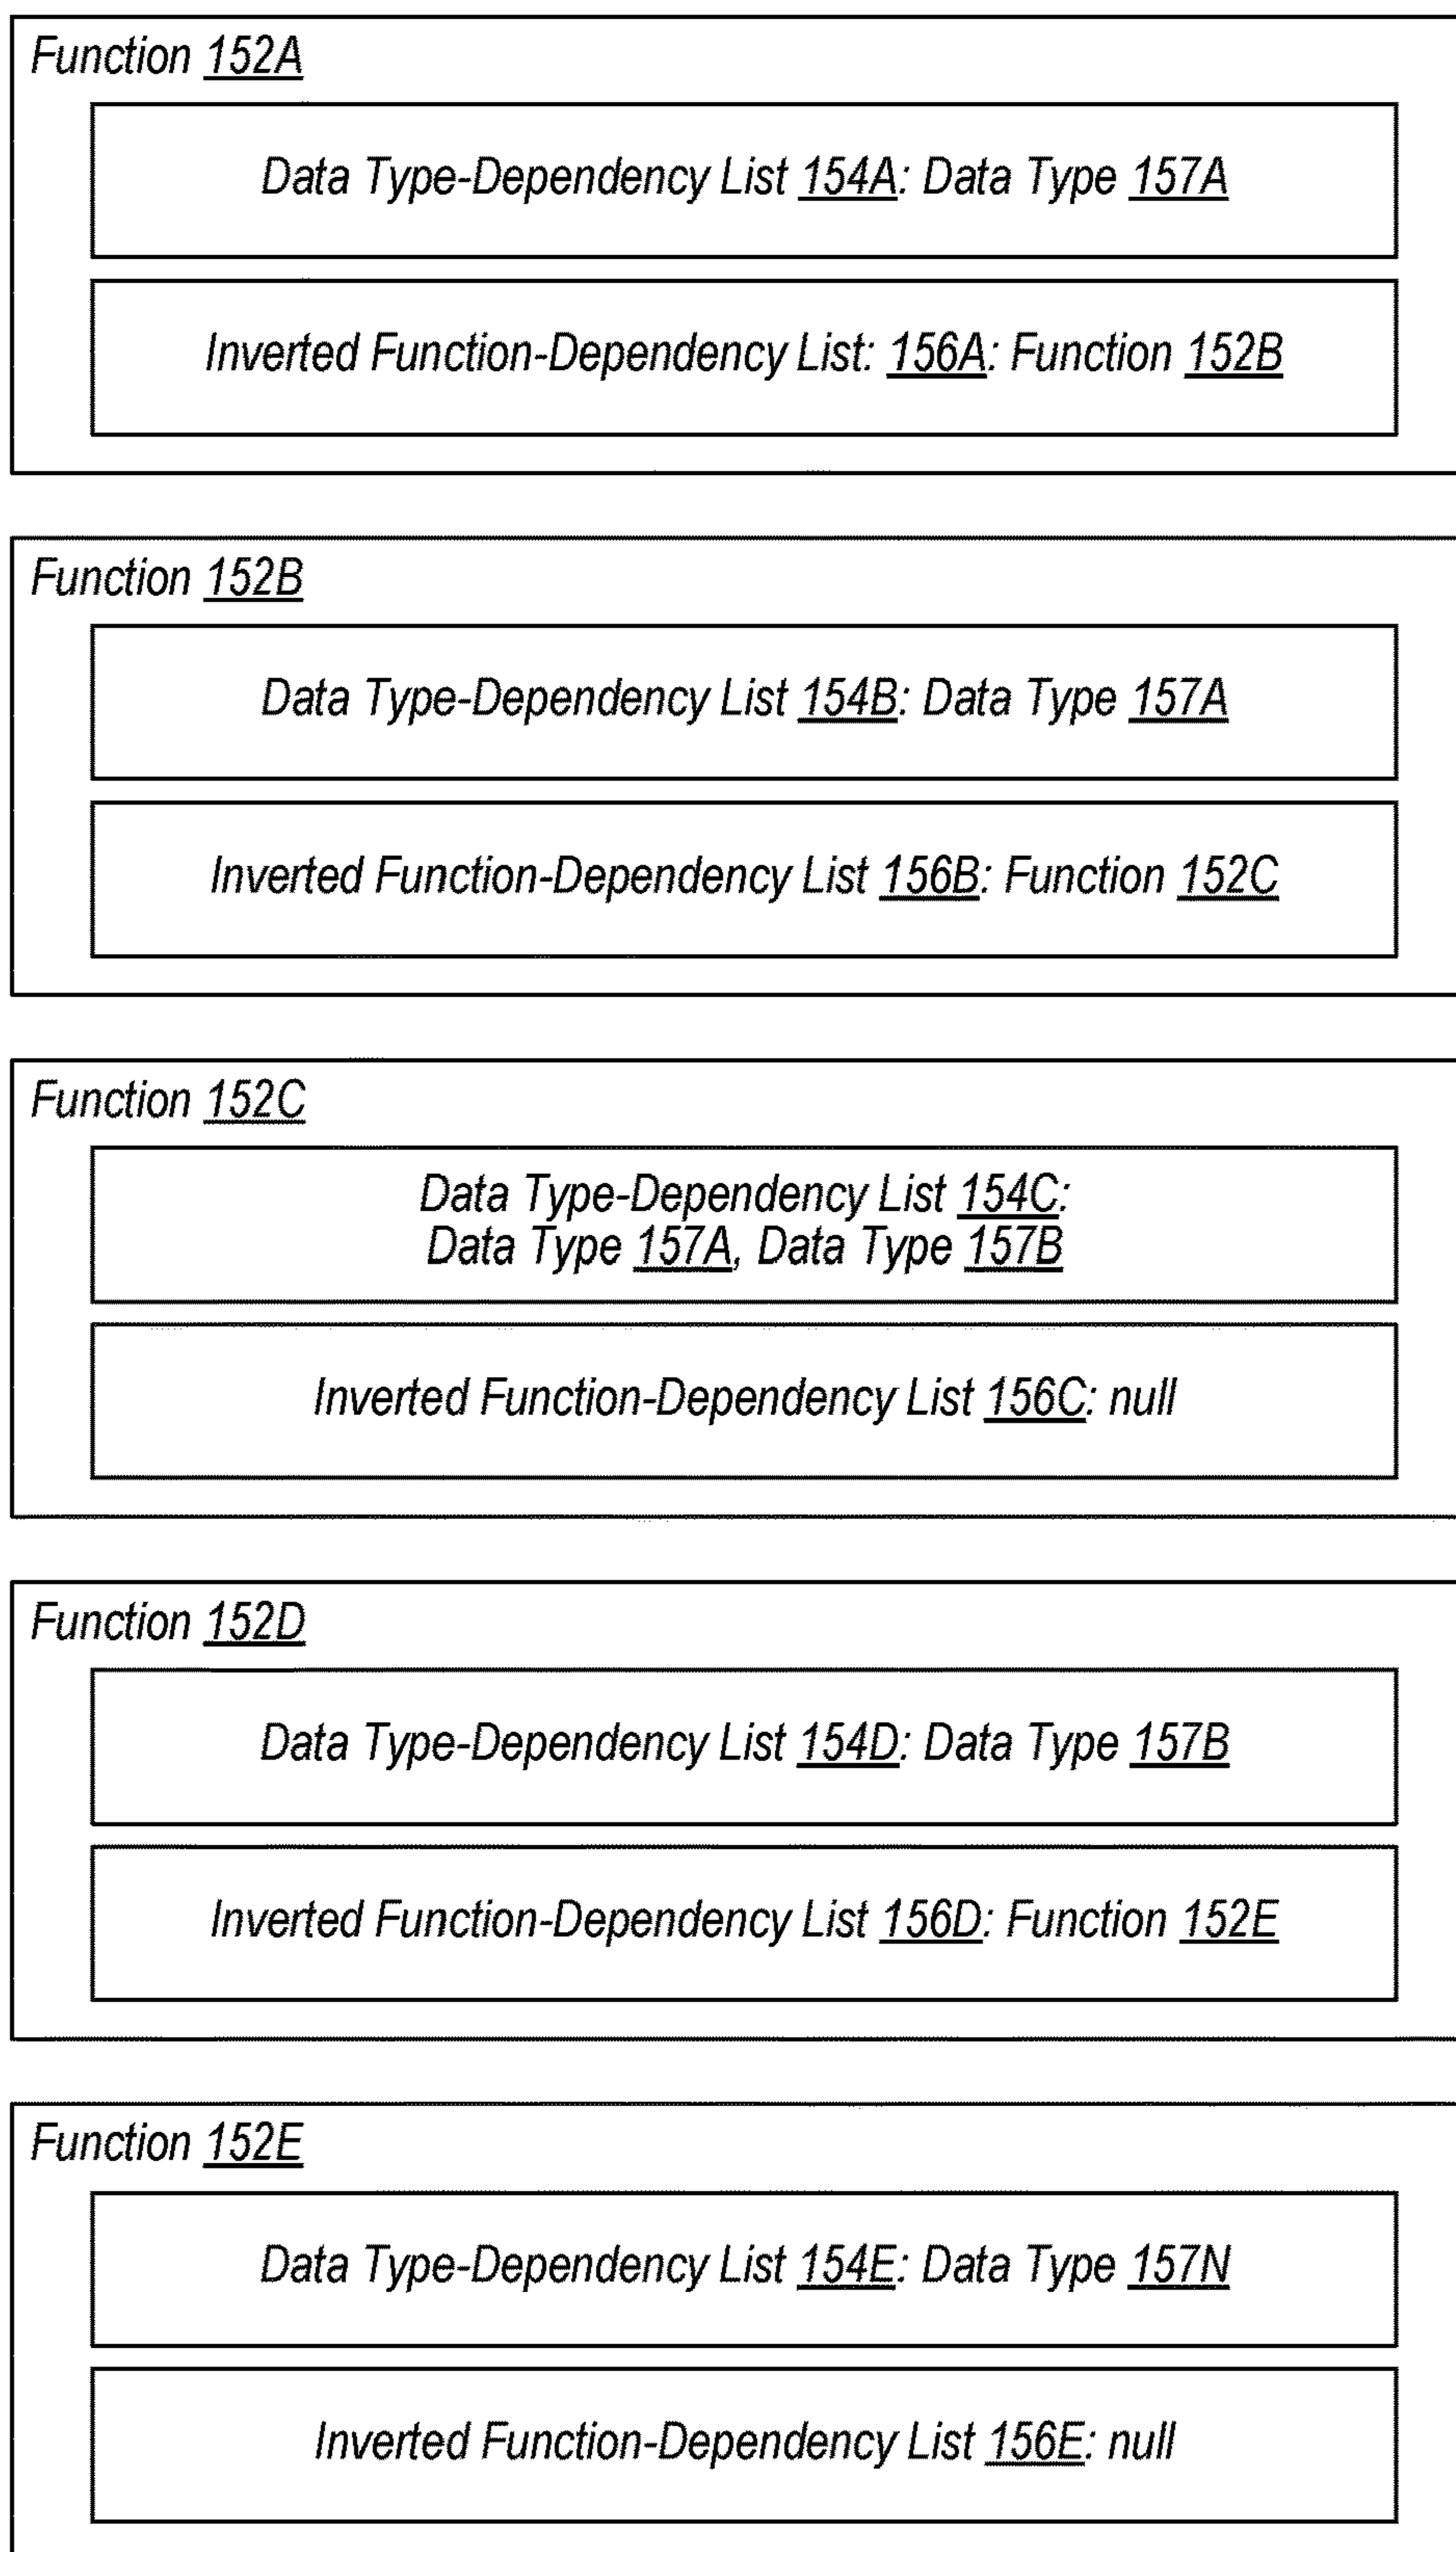 Function 152A
Data Type-Dependency List 154A: Data Type 157A
Inverted Function-Dependency List: 156A: Function 152B
Function 152B
Data Type-Dependency List 154B: Data Type 157A
Inverted Function-Dependency List 156B: Function 152C
Function 152C
Data Type-Dependency List 154C:
Data Type 157A, Data Type 157B
Inverted Function-Dependency List 156C: null
Function 152D
Data Type-Dependency List 154D: Data Type 157B
Inverted Function-Dependency List 156D: Function 152E
Function 152E
Data Type-Dependency List 154E: Data Type 157N
Inverted Function-Dependency List 156E: null